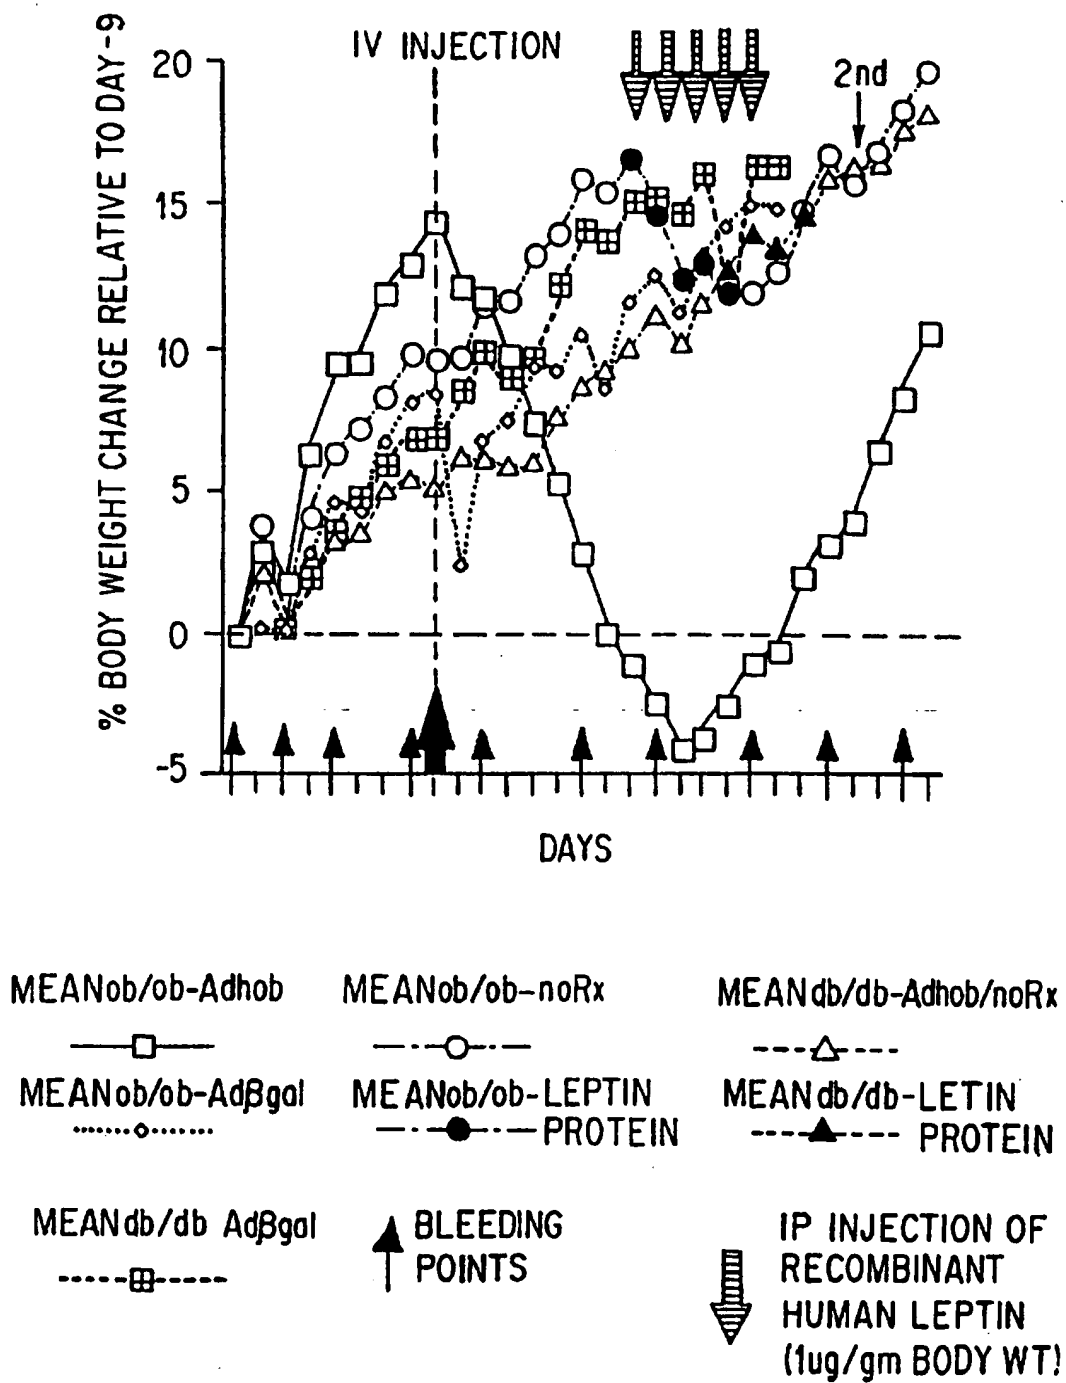 % BODY WEIGHT CHANGE RELATIVE TO DAY-9
IV INJECTION
2nd
20
15
10
5
0
-5
DAYS
MEANob/ob-Adhob
MEANob/ob-noRx
MEANdb/db-Adhob/noRx
MEANob/ob-Adβgal
MEANob/ob-LEPTIN
PROTEIN
MEANdb/db-LETIN
PROTEIN
MEANdb/db Adβgal
BLEEDING
POINTS
IP INJECTION OF
RECOMBINANT
HUMAN LEPTIN
(1ug/gm BODY WT!